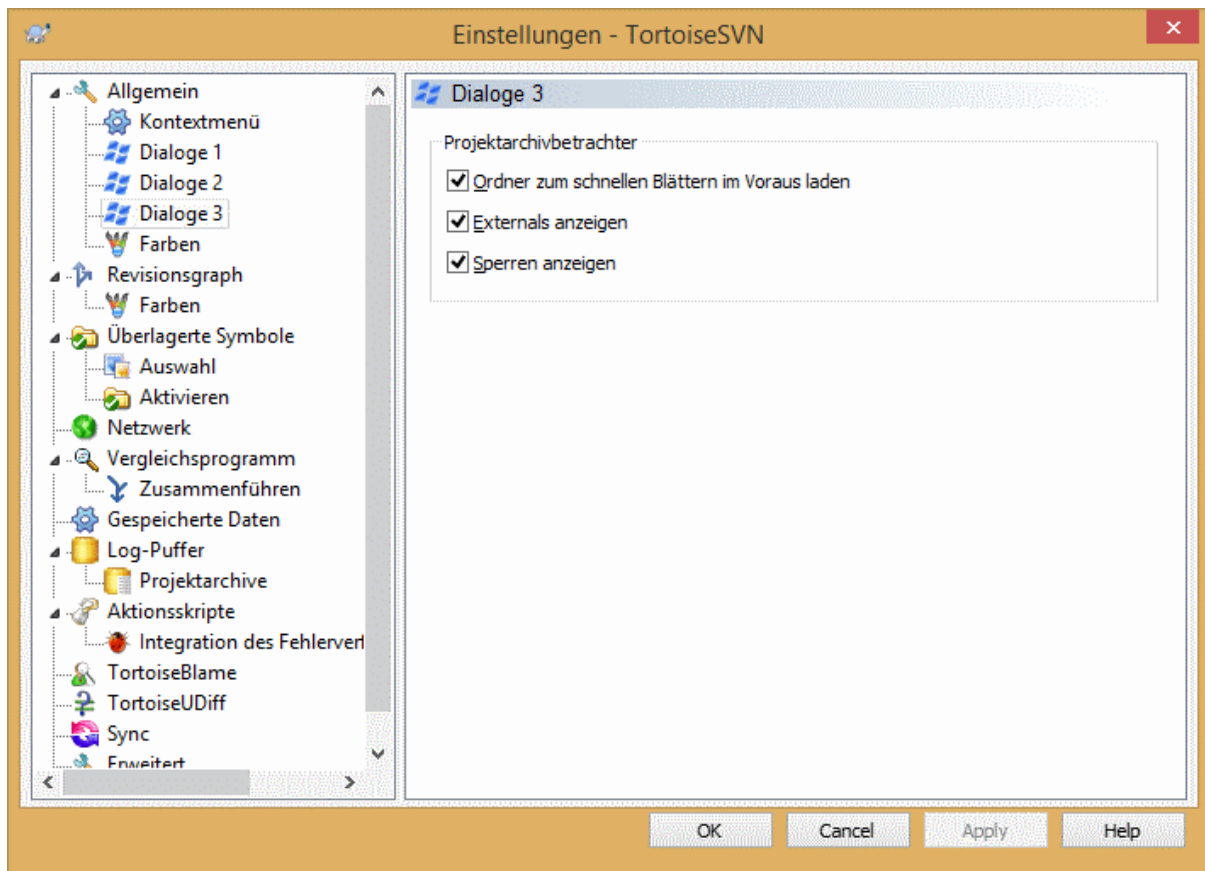 Einstellungen - TortoiseSVN
Allgemein
Kontextmenü
Dialoge 1
Dialoge 2
Dialoge 3
Farben
Revisionsgraph
Farben
Überlagerte Symbole
Auswahl
Aktivieren
Netzwerk
Vergleichsprogramm
Zusammenführen
Gespeicherte Daten
Log-Puffer
Projektarchive
Aktionsskripte
Integration des Fehlerverf
TortoiseBlame
TortoiseUDiff
Sync
Erweitert
Dialoge 3
Projektarchivbetrachter
Ordner zum schnellen Blättern im Voraus laden
Externals anzeigen
Sperren anzeigen
OK Cancel Apply Help